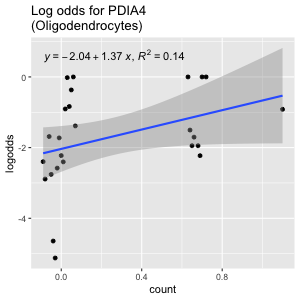 Log odds for PDIA4
(Oligodendrocytes)
y = −2.04 + 1.37 x, R² = 0.14
logodds
0
-2
-4
0.0 0.4 0.8
count